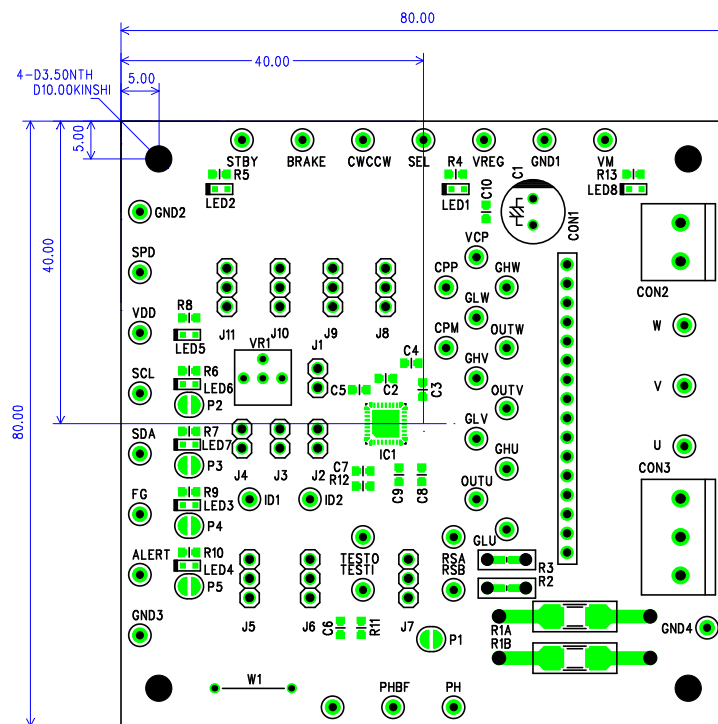 80.00
40.00
4-D3.50NTH
D10.00KINSHI
5.00
5.00
STBY
BRAKE
CWCCW
SEL
VREG
GND1
VM
R5
R4
C1
R13
LED2
LED1
C10
LED8
GND2
CON1
SPD
VCP
CPP
GHW
CON2
40.00
VDD
R8
GLW
W
J11
J10
J9
J8
CPM
OUTW
LED5
VR1
J1
C4
SCL
R6
GHV
LED6
C5
C2
C3
V
P2
OUTV
SDA
R7
GLV
80.00
LED7
J4
J3
J2
IC1
U
P3
GHU
C7
CON3
R12
C9
C8
OUTU
FG
R9
ID1
ID2
LED3
P4
GLU
ALERT
R10
TEST0
RSA
LED4
TEST1
RSB
R3
P5
R2
GND3
J5
J6
C6
R11
J7
P1
R1A
GND4
R1B
W1
PHBF
PH